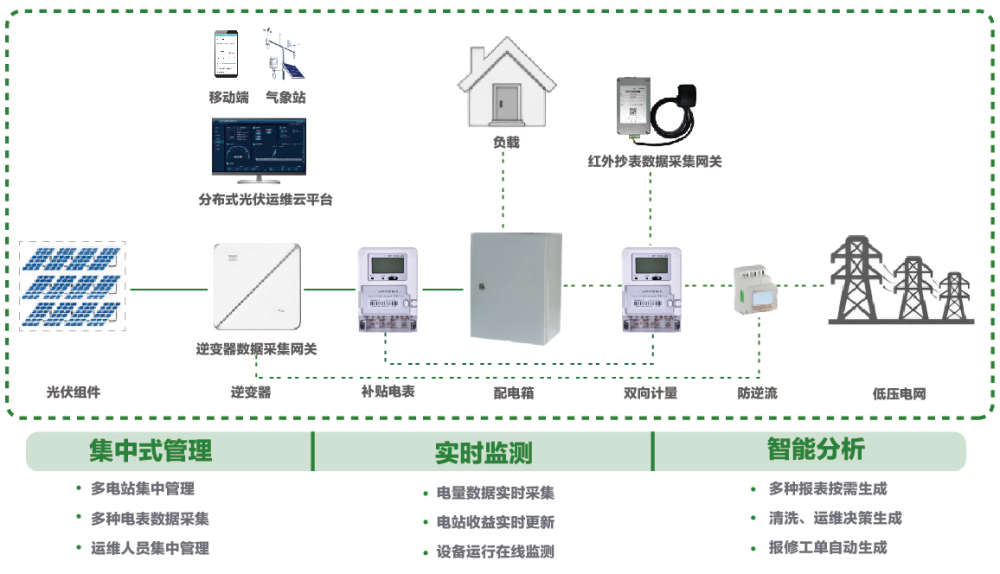 移动端 气象站
分布式光伏运维云平台
负载
红外抄表数据采集网关
逆变器数据采集网关
光伏组件 逆变器 补贴电表 配电箱 双向计量 防逆流 低压电网
集中式管理 实时监测 智能分析
• 多电站集中管理
• 多种电表数据采集
• 运维人员集中管理
• 电量数据实时采集
• 电站收益实时更新
• 设备运行在线监测
• 多种报表按需生成
• 清洗、运维决策生成
• 报修工单自动生成